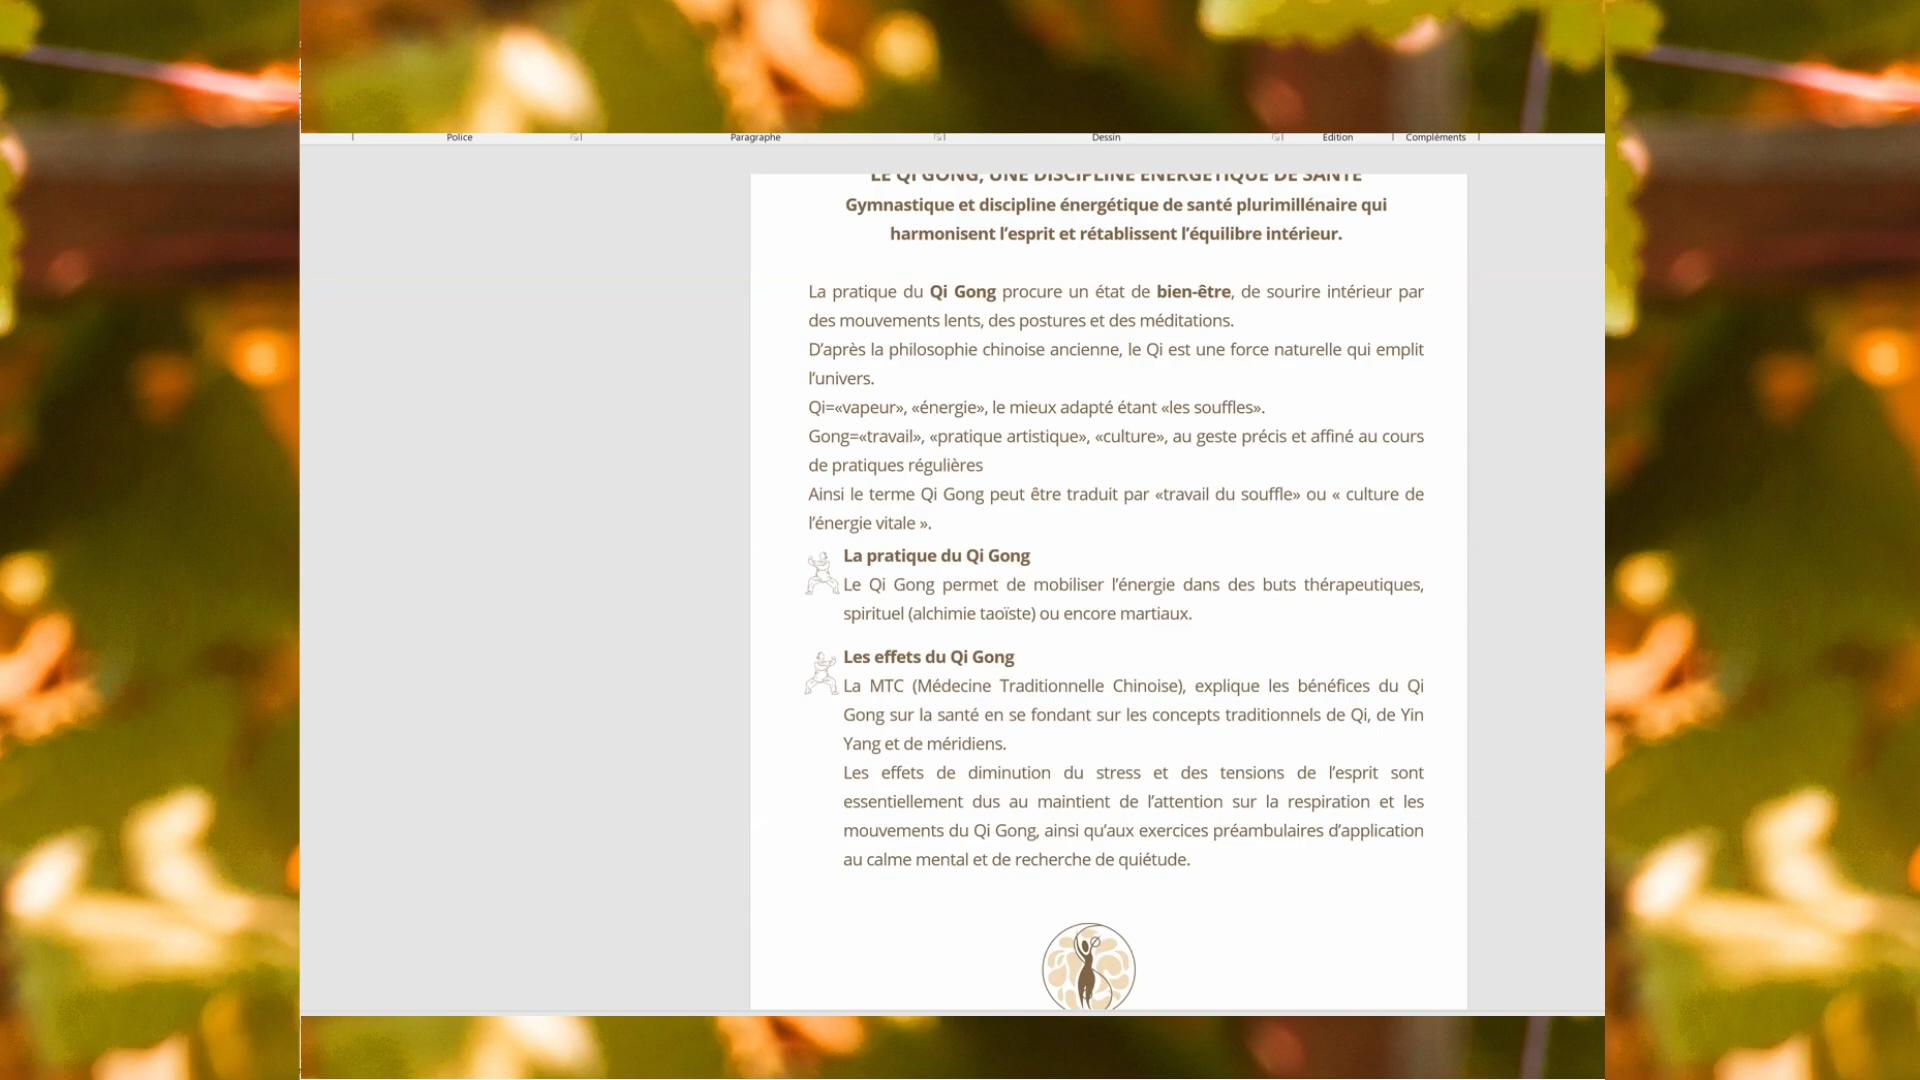 Police Paragraphe Dessin Édition Compléments
LE QI GONG, UNE DISCIPLINE ÉNERGÉTIQUE DE SANTÉ
Gymnastique et discipline énergétique de santé plurimillénaire qui
harmonisent l’esprit et rétablissent l’équilibre intérieur.
La pratique du Qi Gong procure un état de bien-être, de sourire intérieur par
des mouvements lents, des postures et des méditations.
D’après la philosophie chinoise ancienne, le Qi est une force naturelle qui emplit
l’univers.
Qi=«vapeur», «énergie», le mieux adapté étant «les souffles».
Gong=«travail», «pratique artistique», «culture», au geste précis et affiné au cours
de pratiques régulières
Ainsi le terme Qi Gong peut être traduit par «travail du souffle» ou « culture de
l’énergie vitale ».
La pratique du Qi Gong
Le Qi Gong permet de mobiliser l’énergie dans des buts thérapeutiques,
spirituel (alchimie taoïste) ou encore martiaux.
Les effets du Qi Gong
La MTC (Médecine Traditionnelle Chinoise), explique les bénéfices du Qi
Gong sur la santé en se fondant sur les concepts traditionnels de Qi, de Yin
Yang et de méridiens.
Les effets de diminution du stress et des tensions de l’esprit sont
essentiellement dus au maintient de l’attention sur la respiration et les
mouvements du Qi Gong, ainsi qu’aux exercices préambulaires d’application
au calme mental et de recherche de quiétude.